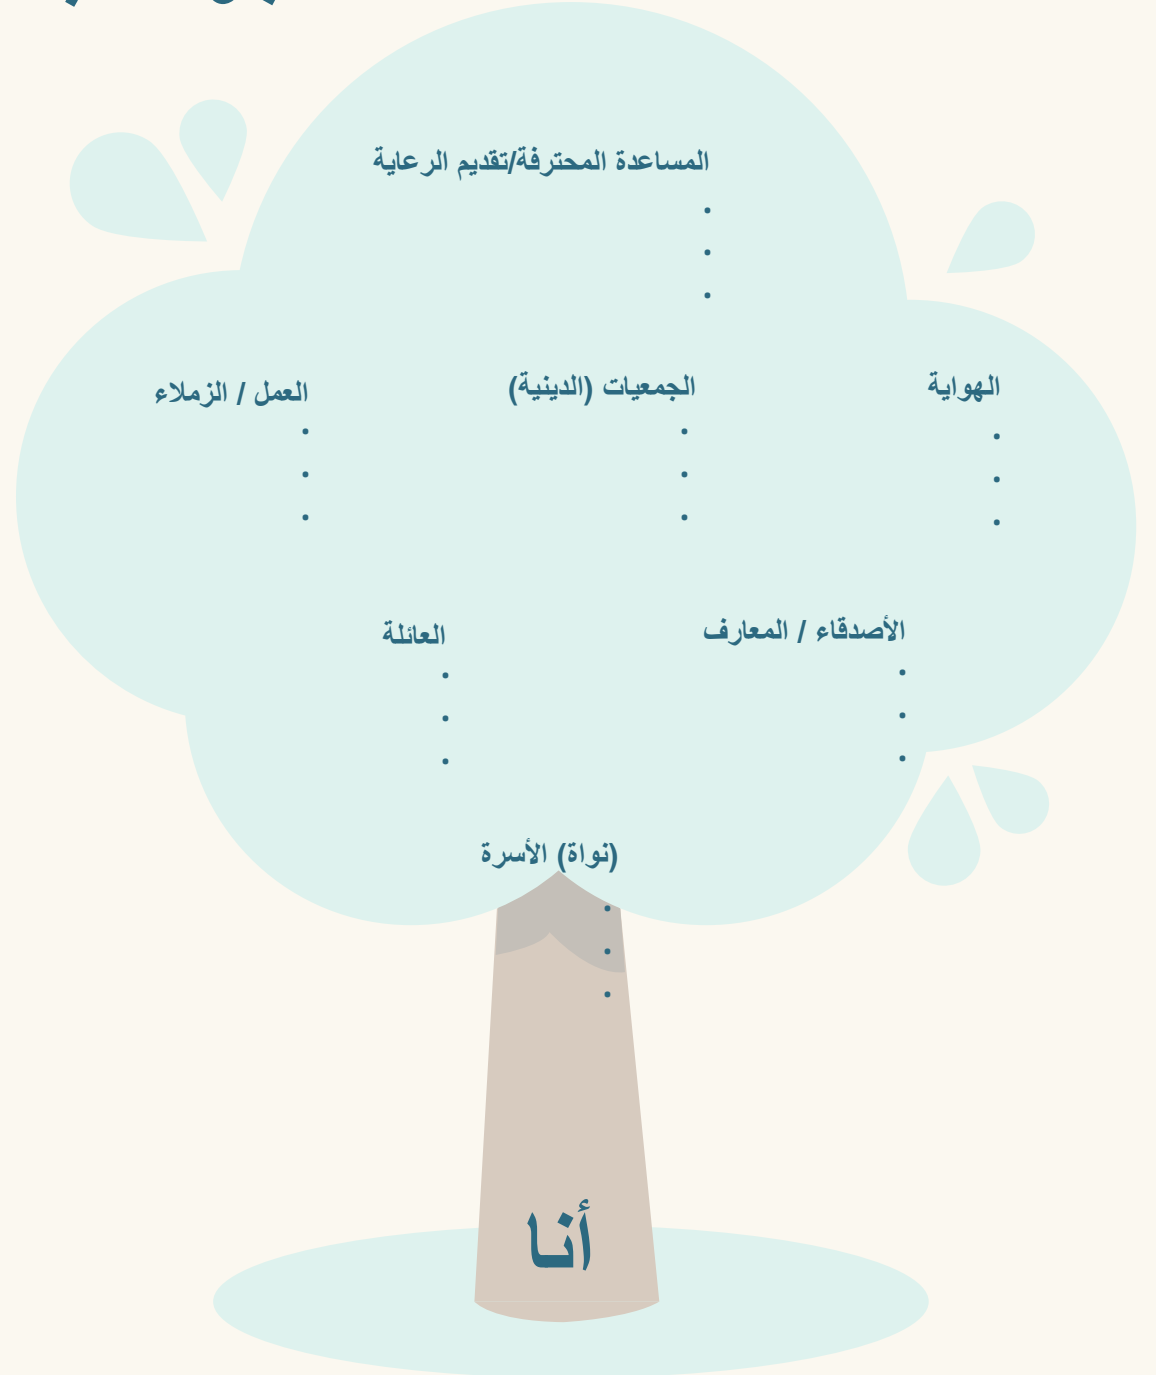 المساعدة المحترفة/تقديم الرعاية
•
•
•
الهواية
•
•
•
الجمعيات (الدينية)
•
•
•
العمل / الزملاء
•
•
•
الأصدقاء / المعارف
•
•
•
العائلة
•
•
•
(نواة) الأسرة
•
•
•
أنا